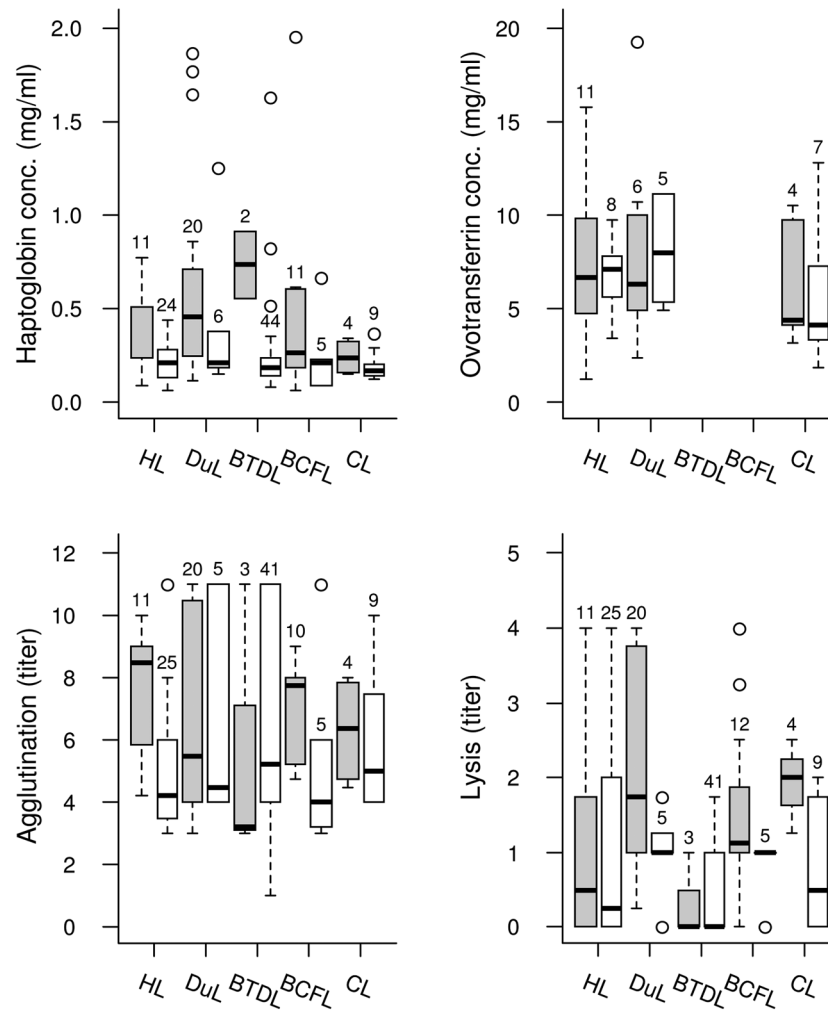 Haptoglobin conc. (mg/ml)
2.0
1.5
1.0
0.5
0.0
11
24
20
6
2
44
11
5
4
9
HL
DuL
BTDL
BCFL
CL
Ovotransferrin conc. (mg/ml)
20
15
10
5
0
11
8
6
5
4
7
HL
DuL
BTDL
BCFL
CL
Agglutination (titer)
12
10
8
6
4
2
0
11
25
20
5
3
41
10
5
4
9
HL
DuL
BTDL
BCFL
CL
Lysis (titer)
5
4
3
2
1
0
11
25
20
5
3
41
12
5
4
9
HL
DuL
BTDL
BCFL
CL